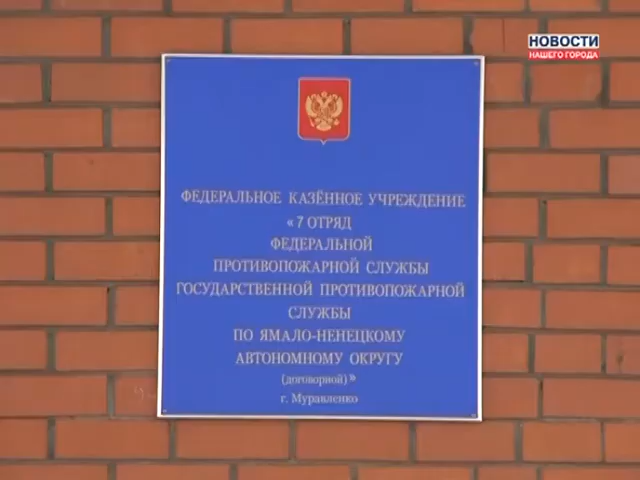 НОВОСТИ
НАШЕГО ГОРОДА
ФЕДЕРАЛЬНОЕ КАЗЁННОЕ УЧРЕЖДЕНИЕ
« 7 ОТРЯД
ФЕДЕРАЛЬНОЙ
ПРОТИВОПОЖАРНОЙ СЛУЖБЫ
ГОСУДАРСТВЕННОЙ ПРОТИВОПОЖАРНОЙ
СЛУЖБЫ
ПО ЯМАЛО-НЕНЕЦКОМУ
АВТОНОМНОМУ ОКРУГУ
(договорной)»
г. Муравленко